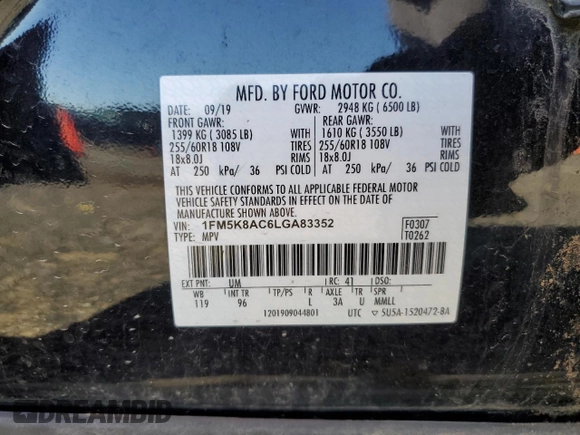 MFD. BY FORD MOTOR CO.
DATE: 09/19 GVWR: 2948 KG ( 6500 LB)
FRONT GAWR: REAR GAWR:
1399 KG ( 3085 LB) WITH 1610 KG ( 3550 LB) WITH
255/60R18 108V TIRES 255/60R18 108V TIRES
18x8.0J RIMS 18x8.0J RIMS
AT 250 kPa/ 36 PSI COLD AT 250 kPa/ 36 PSI COLD
THIS VEHICLE CONFORMS TO ALL APPLICABLE FEDERAL MOTOR
VEHICLE SAFETY STANDARDS IN EFFECT ON THE DATE OF
MANUFACTURE SHOWN ABOVE.
VIN: 1FM5K8AC6LGA83352 F0307
TYPE: MPV T0262
EXT PNT: UM RC: 41 DSO:
WB INT TR TP/PS R AXLE TR SPR
119 96 L 3A U MMLL
1201909044801 UTC ▽ SU5A-1520472-BA
DREAMBID